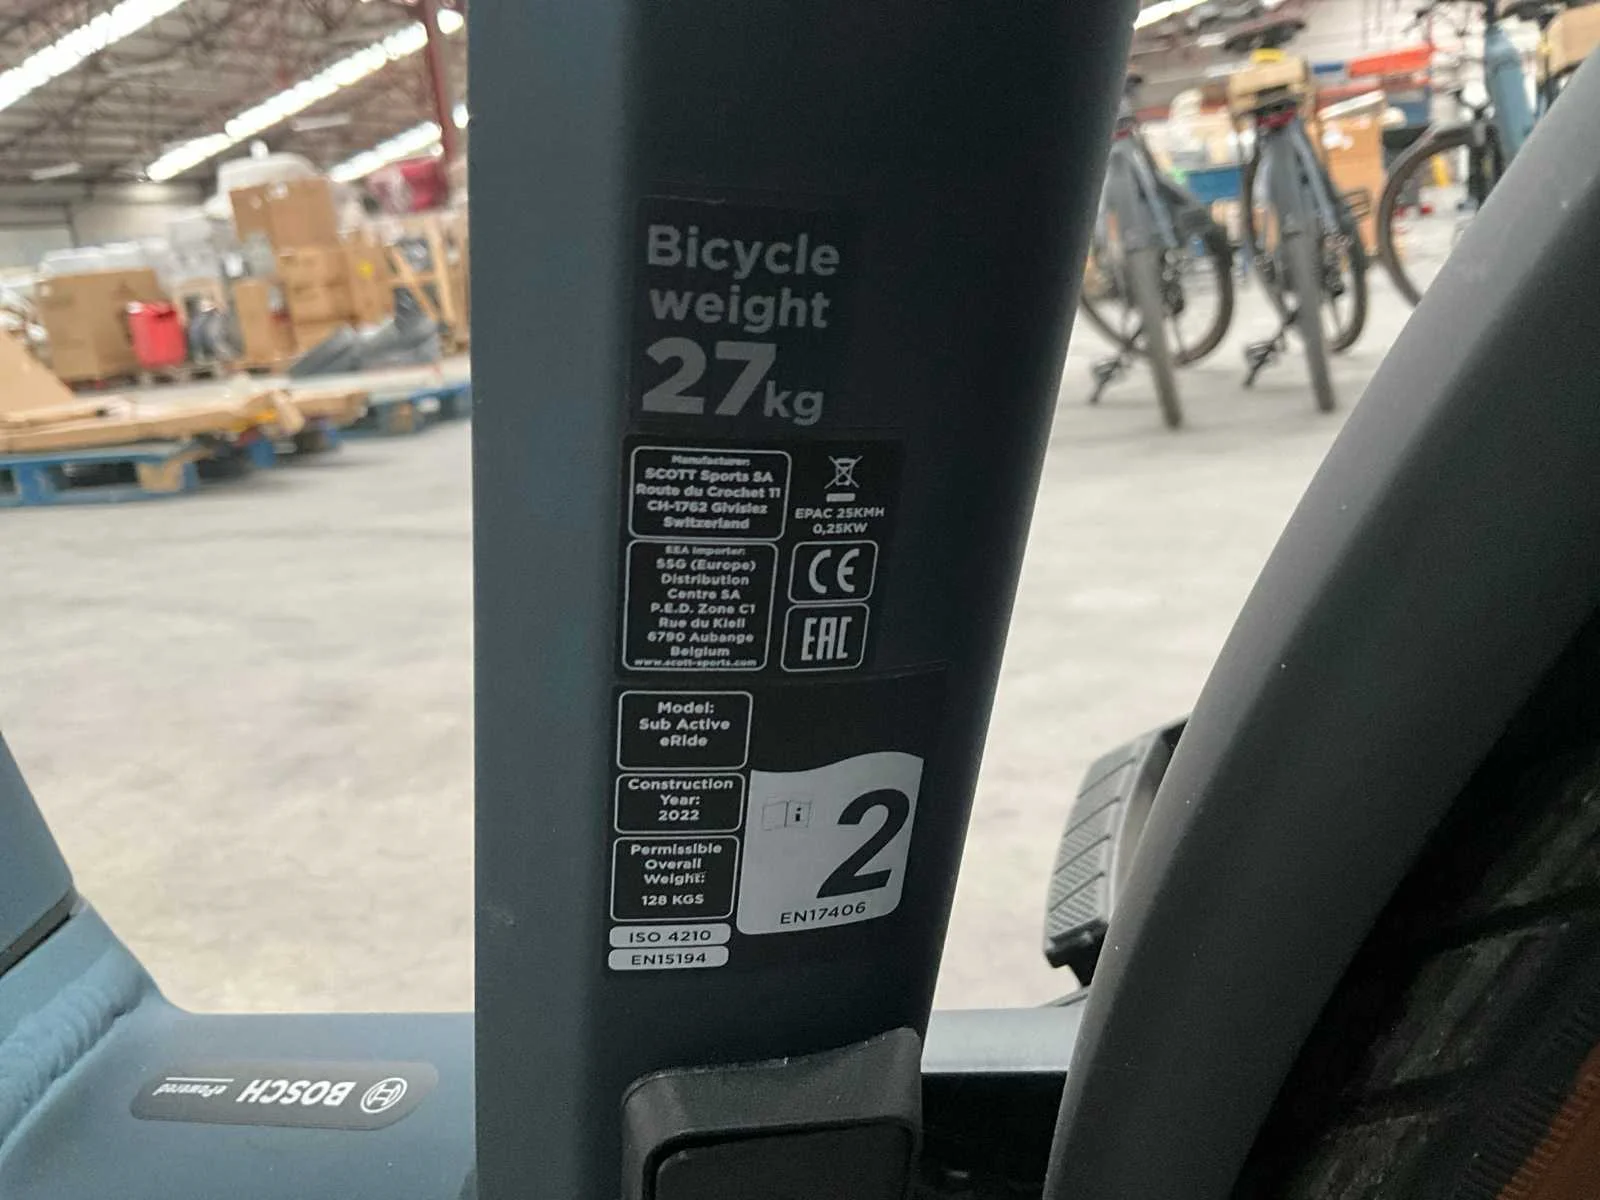 Bicycle
weight
27kg
Manufacturer:
SCOTT Sports SA
Route du Crochet 11
CH-1762 Givisiez
Switzerland
EPAC 25KMH
0,25KW
EEA Importer:
SSG (Europe)
Distribution
Centre SA
P.E.D. Zone C1
Rue du Kiell
6790 Aubange
Belgium
www.scott-sports.com
CE
EAC
Model:
Sub Active
eRide
Construction
Year:
2022
Permissible
Overall
Weight:
128 KGS
i
2
EN17406
ISO 4210
EN15194
BOSCH
ePowered